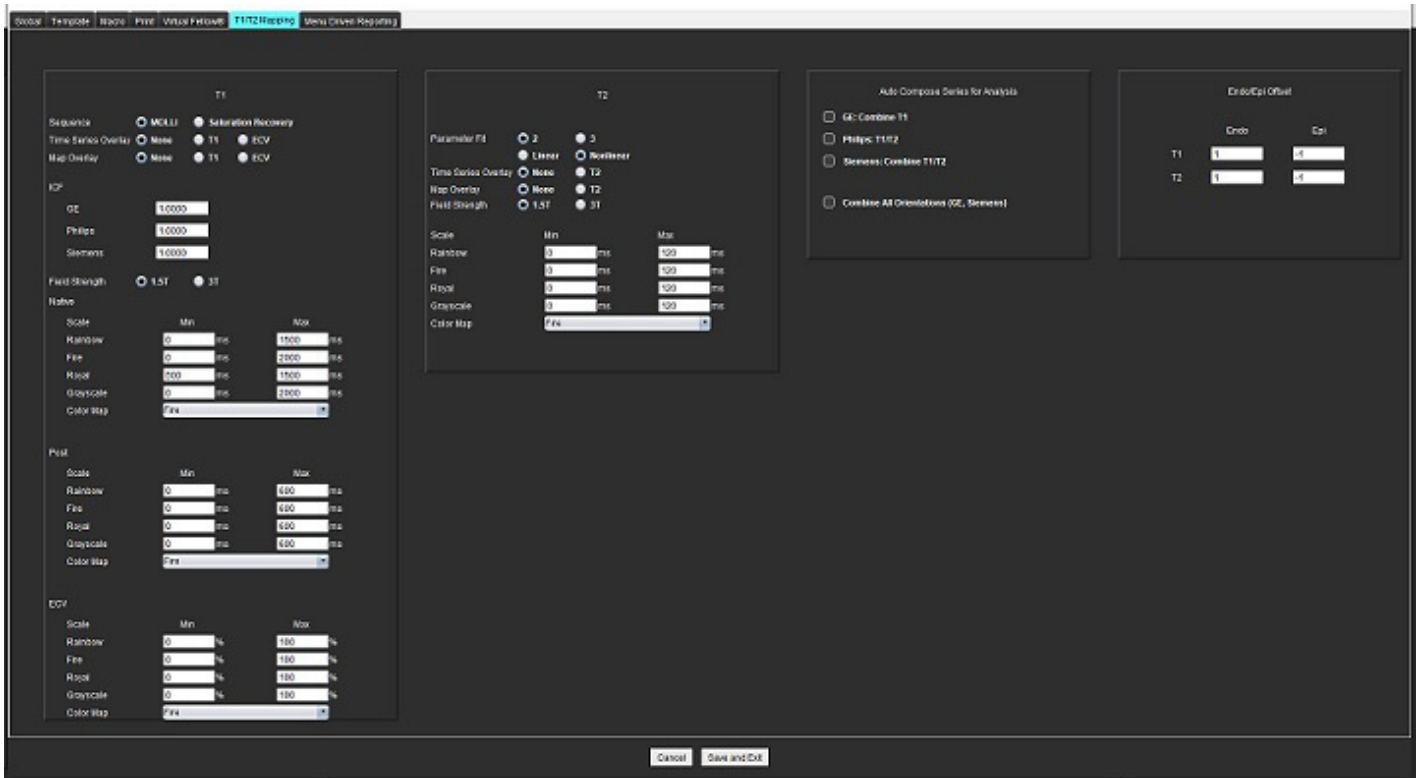 Global Template Macro Print Virtual Fellow® T1/T2 Mapping Menu Driven Reporting
T1
Sequence MOLLI Saturation Recovery
Time Series Overlay None T1 ECV
Map Overlay None T1 ECV
ICF
GE 1.0000
Philips 1.0000
Siemens 1.0000
Field Strength 1.5T 3T
Native
Scale Min Max
Rainbow 0 ms 1500 ms
Fire 0 ms 2000 ms
Royal 500 ms 1500 ms
Grayscale 0 ms 2000 ms
Color Map Fire
Post
Scale Min Max
Rainbow 0 ms 600 ms
Fire 0 ms 600 ms
Royal 0 ms 600 ms
Grayscale 0 ms 600 ms
Color Map Fire
ECV
Scale Min Max
Rainbow 0 % 100 %
Fire 0 % 100 %
Royal 0 % 100 %
Grayscale 0 % 100 %
Color Map Fire
T2
Parameter Fit 2 3
Linear Nonlinear
Time Series Overlay None T2
Map Overlay None T2
Field Strength 1.5T 3T
Scale Min Max
Rainbow 0 ms 120 ms
Fire 0 ms 120 ms
Royal 0 ms 120 ms
Grayscale 0 ms 120 ms
Color Map Fire
Auto Compose Series for Analysis
GE: Combine T1
Philips: T1/T2
Siemens: Combine T1/T2
Combine All Orientations (GE, Siemens)
Endo/Epi Offset
Endo Epi
T1 1 -1
T2 1 -1
Cancel Save and Exit